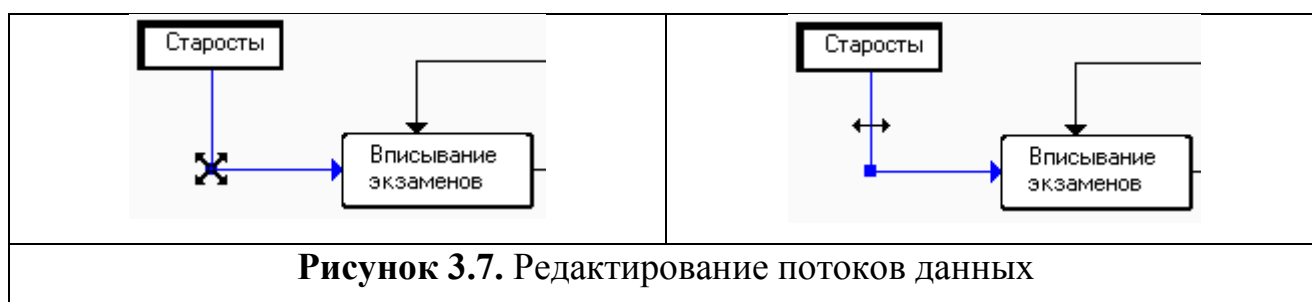 Старосты
Вписывание
экзаменов
Старосты
Вписывание
экзаменов
Рисунок 3.7. Редактирование потоков данных